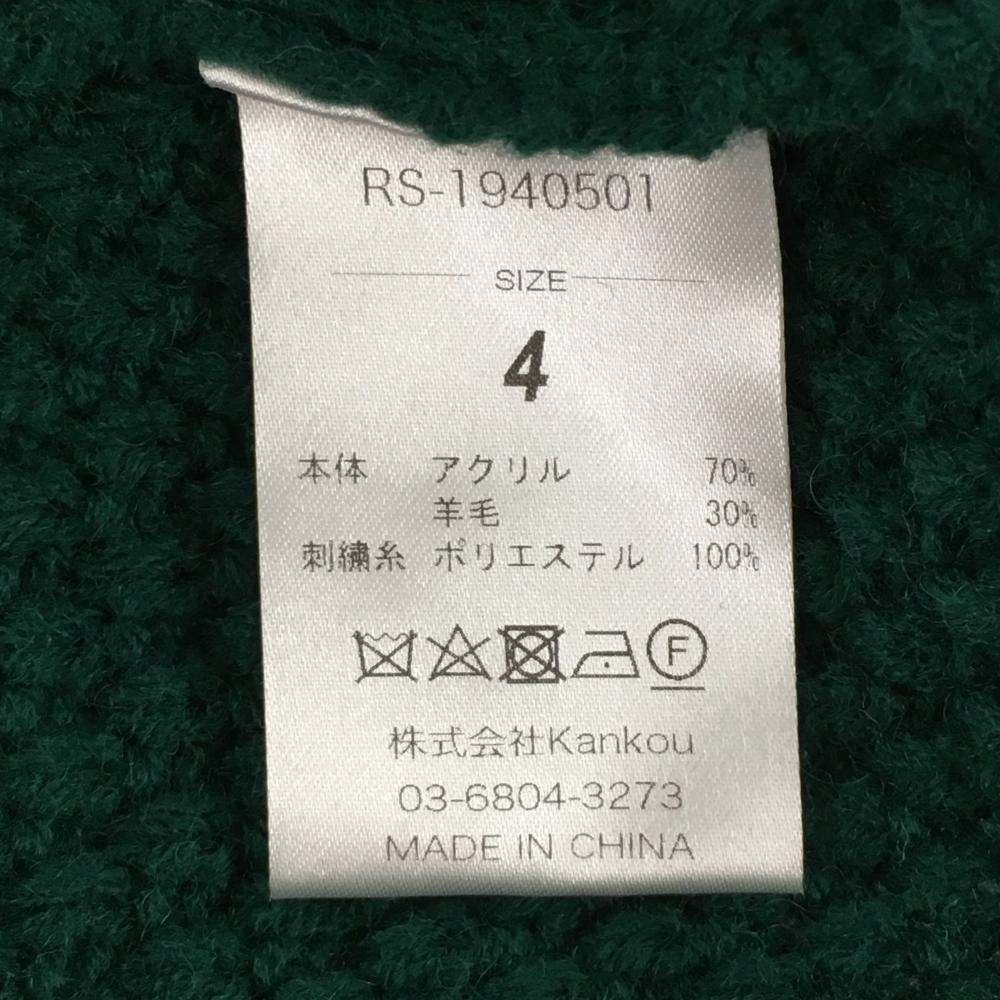 RS-1940501
SIZE
4
本体 アクリル 70%
羊毛 30%
刺繍糸 ポリエステル 100%
F
株式会社Kankou
03-6804-3273
MADE IN CHINA